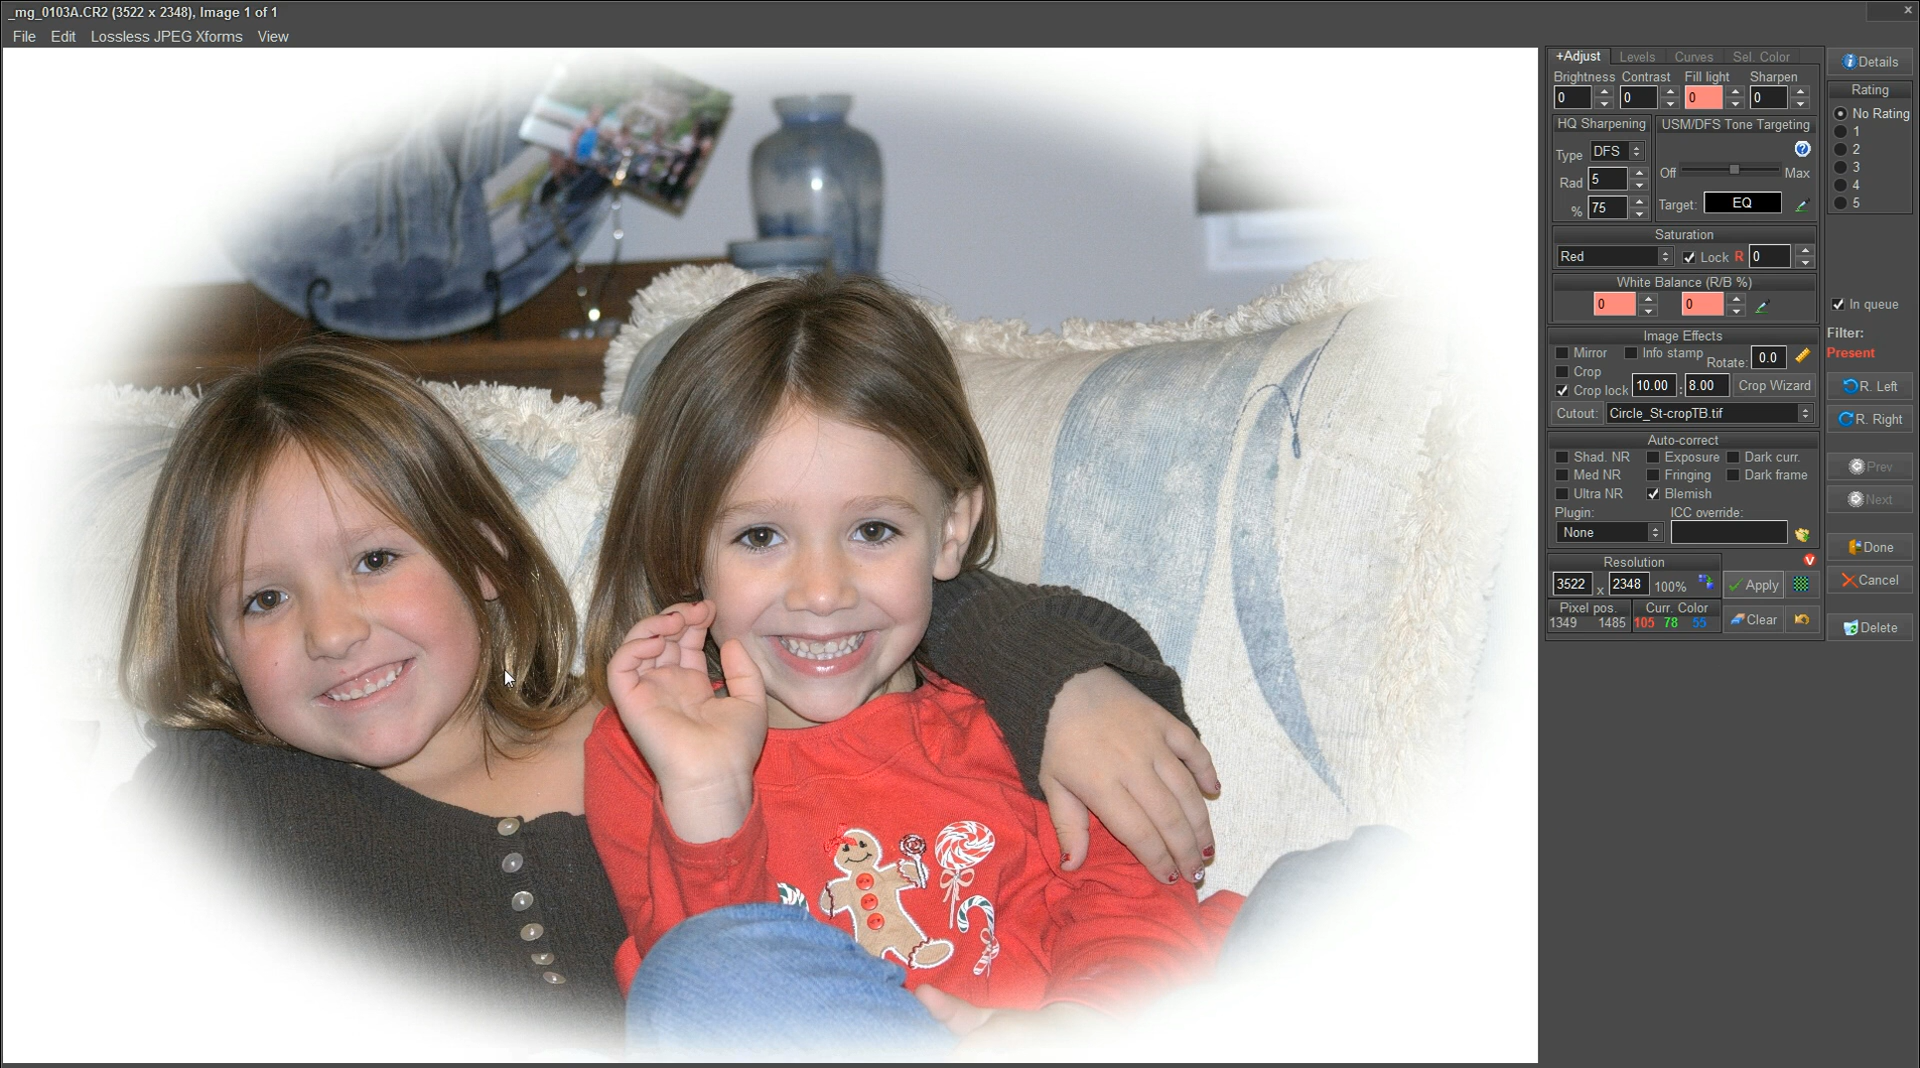 _mg_0103A.CR2 (3522 x 2348), Image 1 of 1
File Edit Lossless JPEG Xforms View
+Adjust Levels Curves Sel. Color
Brightness Contrast Fill light Sharpen
0 0 0 0
HQ Sharpening
Type DFS
Rad 5
% 75
USM/DFS Tone Targeting
Off Max
Target: EQ
Saturation
Red Lock R 0
White Balance (R/B %)
0 0
Image Effects
Mirror Info stamp Rotate: 0.0
Crop
Crop lock 10.00 : 8.00 Crop Wizard
Cutout: Circle_St-cropTB.tif
Auto-correct
Shad. NR Exposure Dark curr.
Med NR Fringing Dark frame
Ultra NR Blemish
Plugin: ICC override:
None
Resolution
3522 x 2348 100% Apply
Pixel pos. Curr. Color
1349 1485 105 78 55 Clear
Details
Rating
No Rating
1
2
3
4
5
In queue
Filter:
Present
R. Left
R. Right
Prev
Next
Done
Cancel
Delete